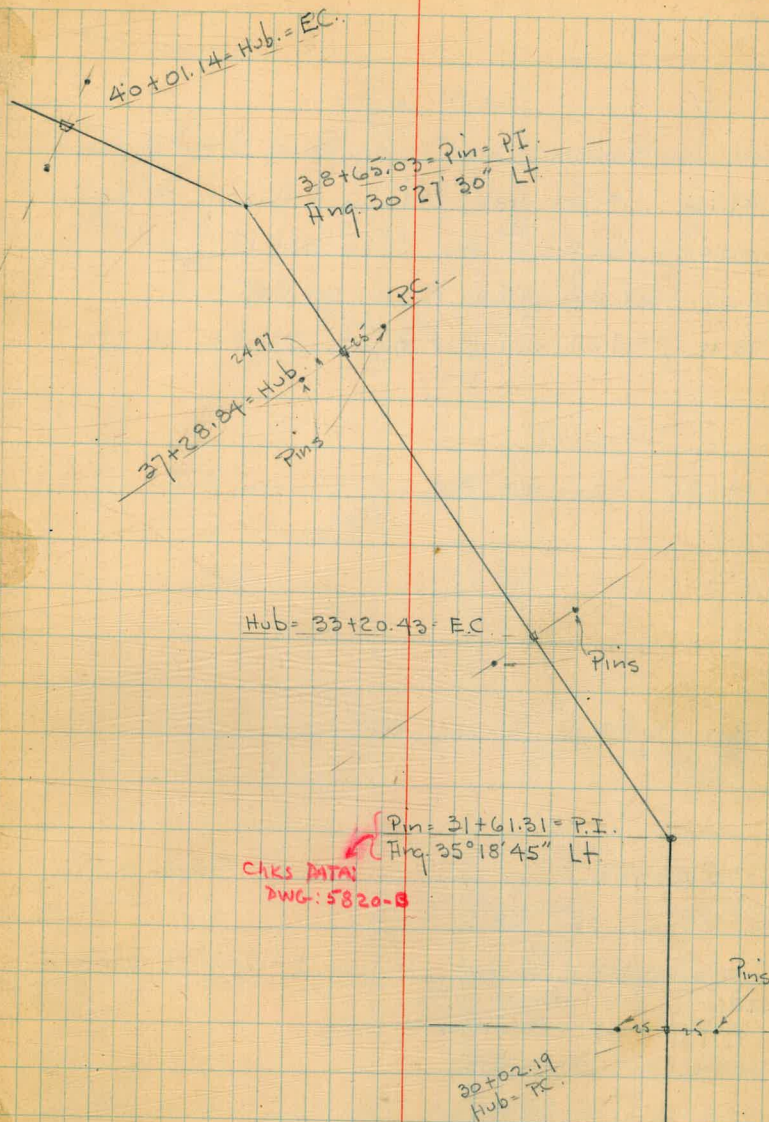 40+01.14=Hub.=E.C.
38+65.03=Pin=P.I.
Ang. 30°27'30" Lt.
P.C.
25
24.97
37+28.84=Hub
Pins
Hub= 33+20.43= E.C.
Pins
Pin= 31+61.31= P.I.
Ang. 35°18'45" Lt.
Chks DATA:
DWG: 5820-B
Pins
25 25
30+02.19
Hub= P.C.